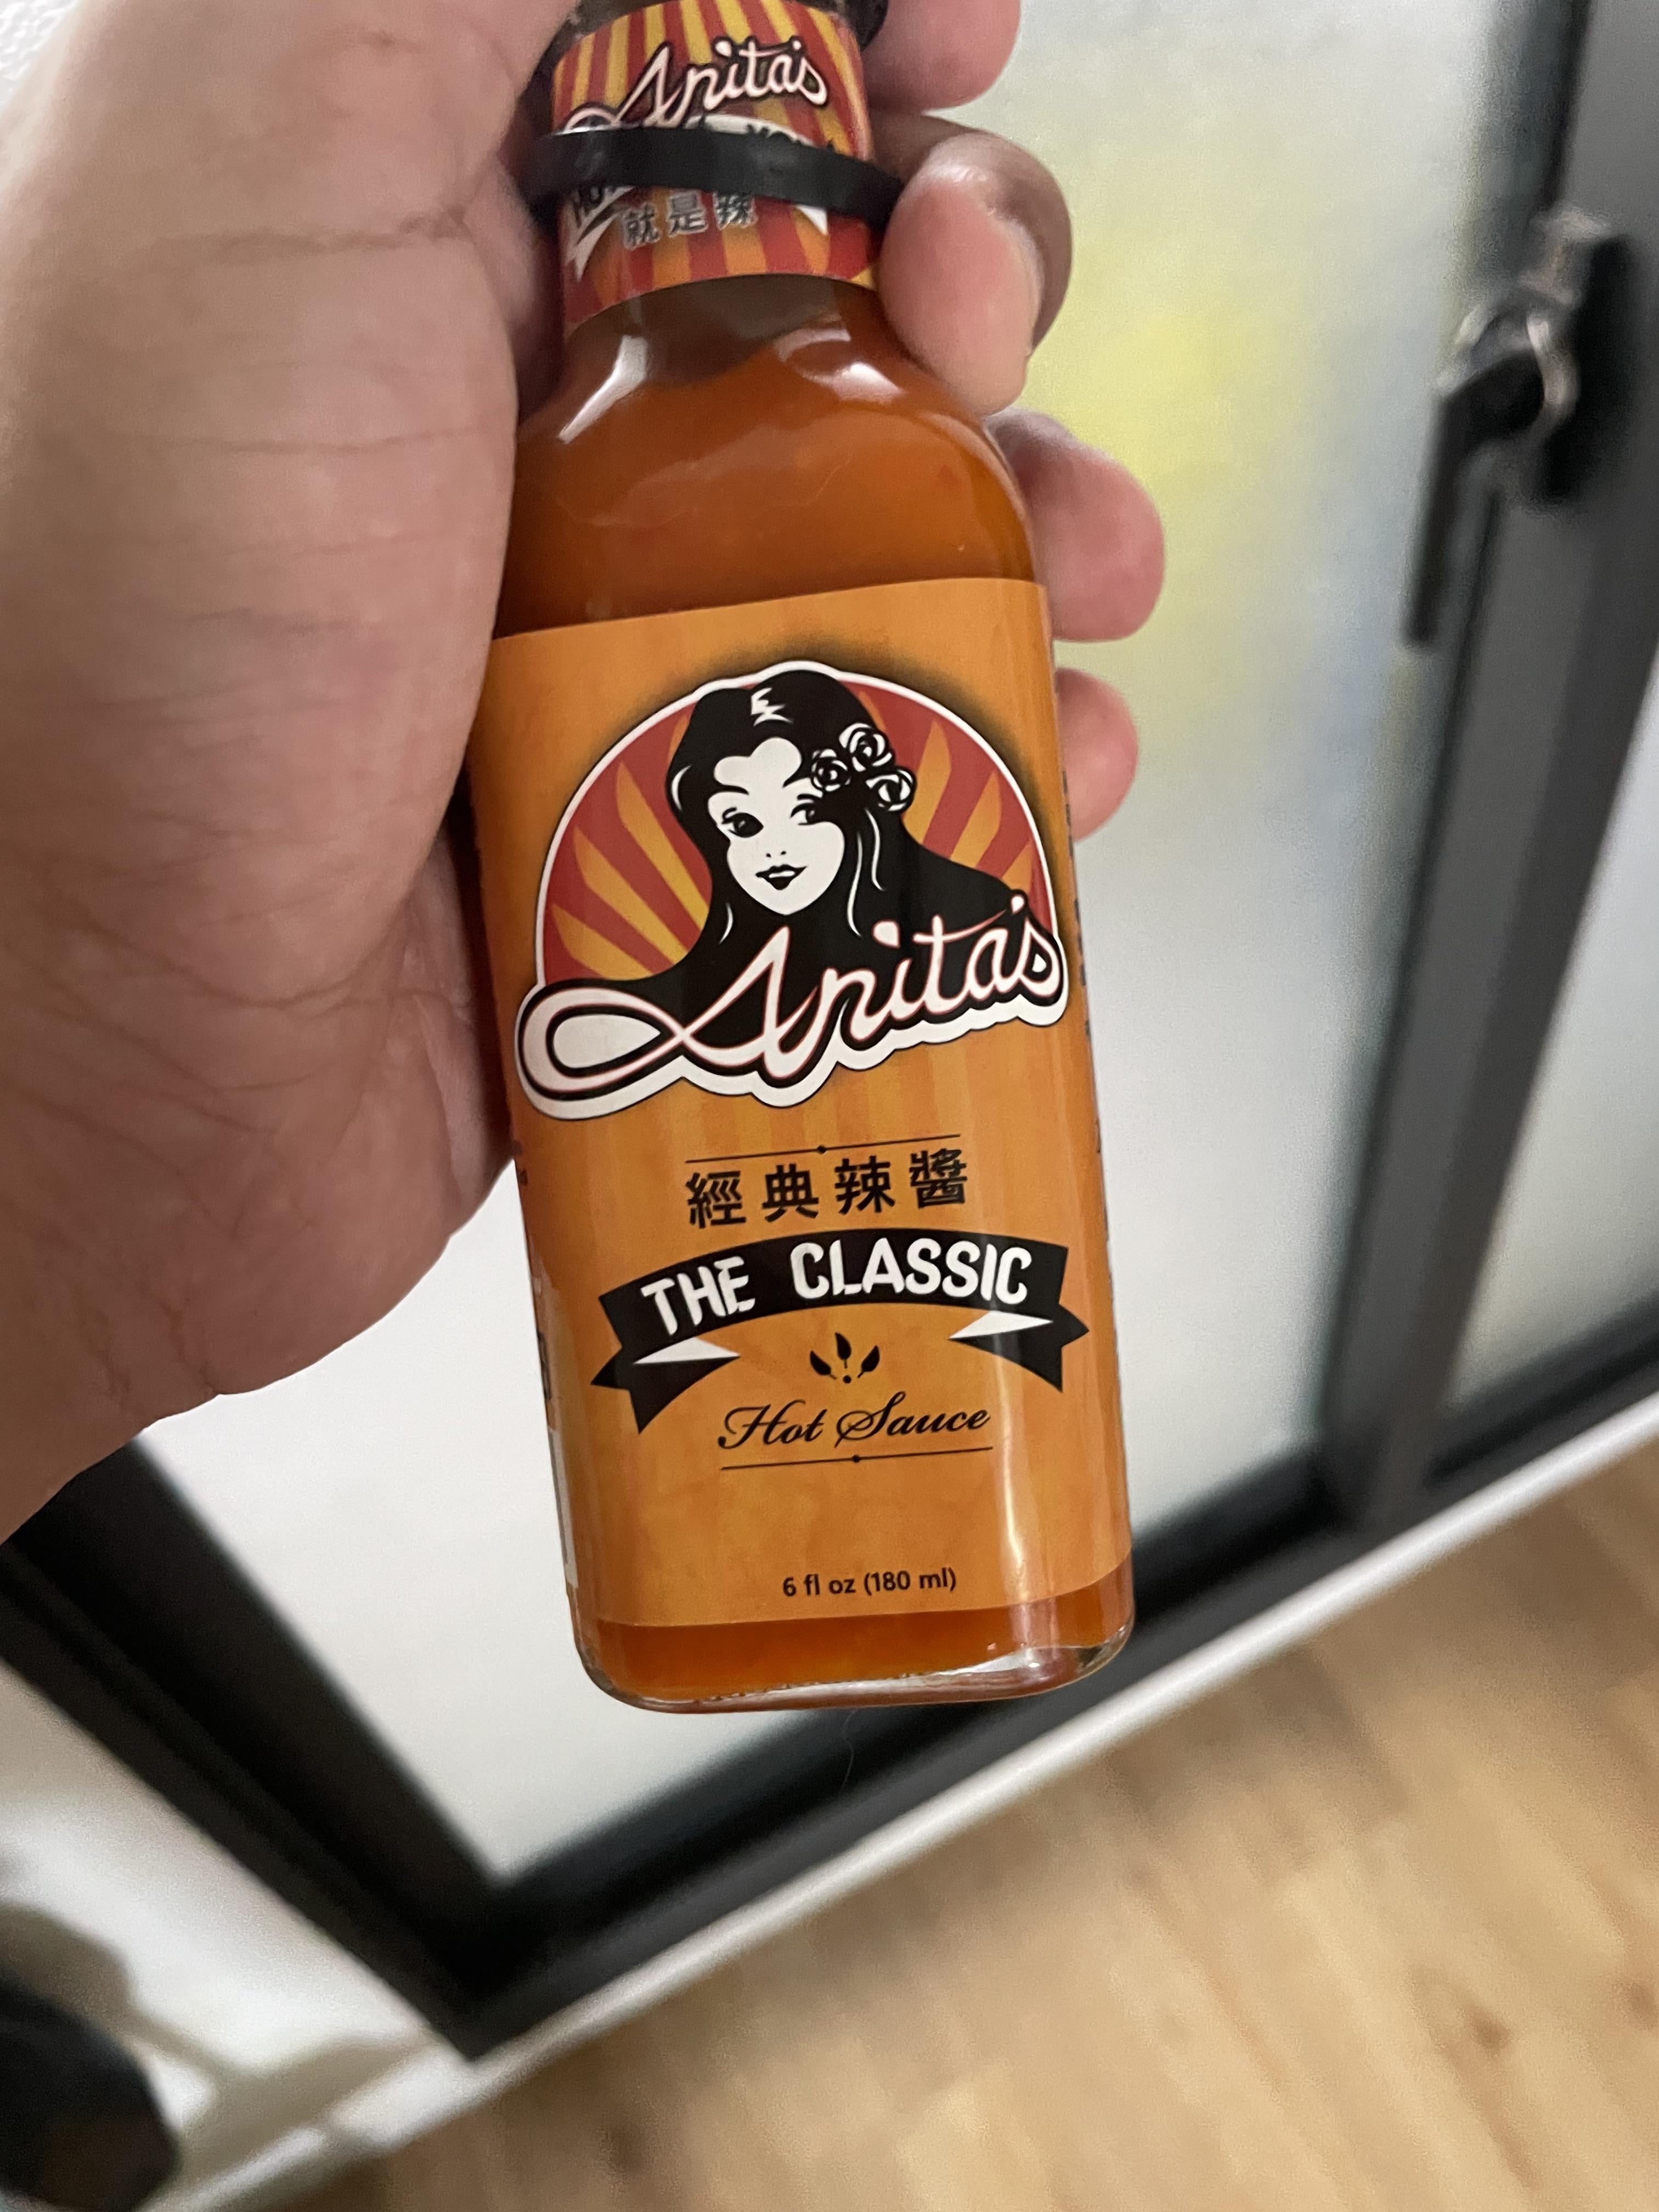 Anita's
就是辣
Anita's
經典辣醬
THE CLASSIC
Hot Sauce
6 fl oz (180 ml)